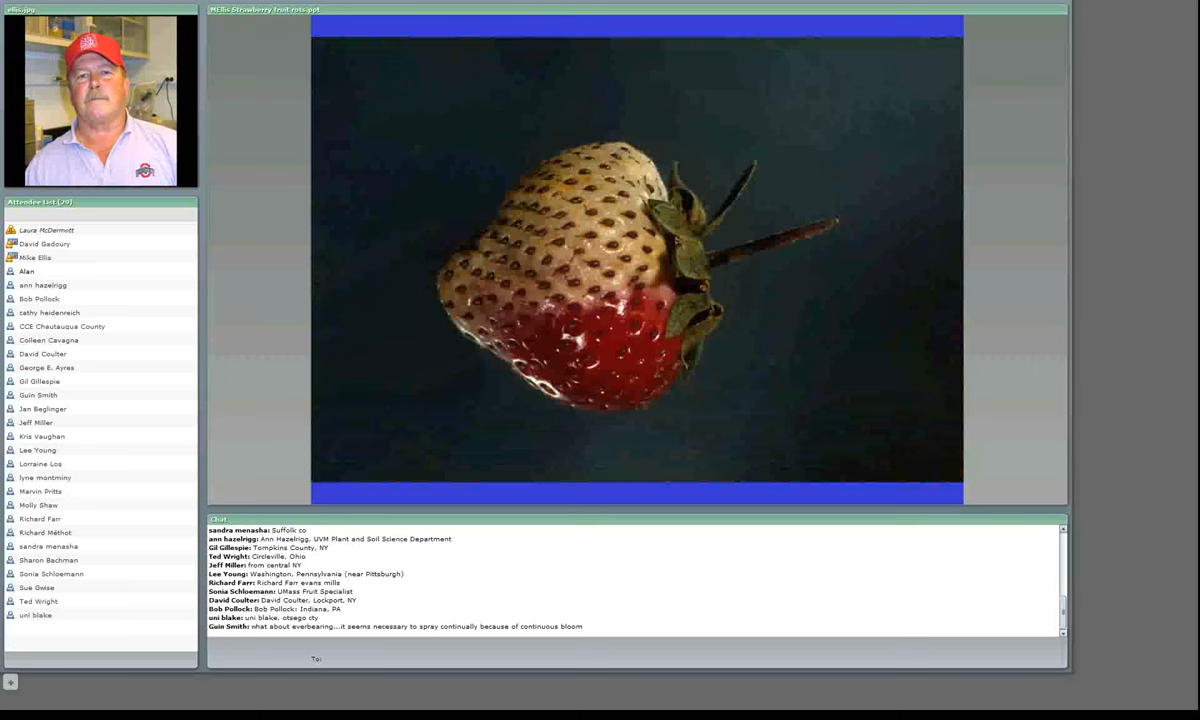 ellis.jpg
MEllis Strawberry fruit rots.ppt
Attendee List (29)
Laura McDermott
David Gadoury
Mike Ellis
Alan
ann hazelrigg
Bob Pollock
cathy heidenreich
CCE Chautauqua County
Colleen Cavagna
David Coulter
George E. Ayres
Gil Gillespie
Guin Smith
Jan Beglinger
Jeff Miller
Kris Vaughan
Lee Young
Lorraine Los
lyne montminy
Marvin Pritts
Molly Shaw
Richard Farr
Richard Méthot
sandra menasha
Sharon Bachman
Sonia Schloemann
Sue Gwise
Ted Wright
uni blake
Chat
sandra menasha: Suffolk co
ann hazelrigg: Ann Hazelrigg, UVM Plant and Soil Science Department
Gil Gillespie: Tompkins County, NY
Ted Wright: Circleville, Ohio
Jeff Miller: from central NY
Lee Young: Washington, Pennsylvania (near Pittsburgh)
Richard Farr: Richard Farr evans mills
Sonia Schloemann: UMass Fruit Specialist
David Coulter: David Coulter, Lockport, NY
Bob Pollock: Bob Pollock: Indiana, PA
uni blake: uni blake, otsego cty
Guin Smith: what about everbearing...it seems necessary to spray continually because of continuous bloom
To: